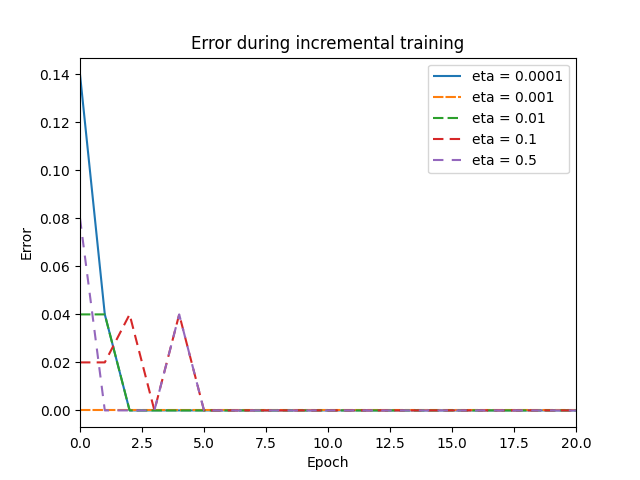 Error during incremental training
eta = 0.0001
eta = 0.001
eta = 0.01
eta = 0.1
eta = 0.5
Error
0.14
0.12
0.10
0.08
0.06
0.04
0.02
0.00
0.0 2.5 5.0 7.5 10.0 12.5 15.0 17.5 20.0
Epoch